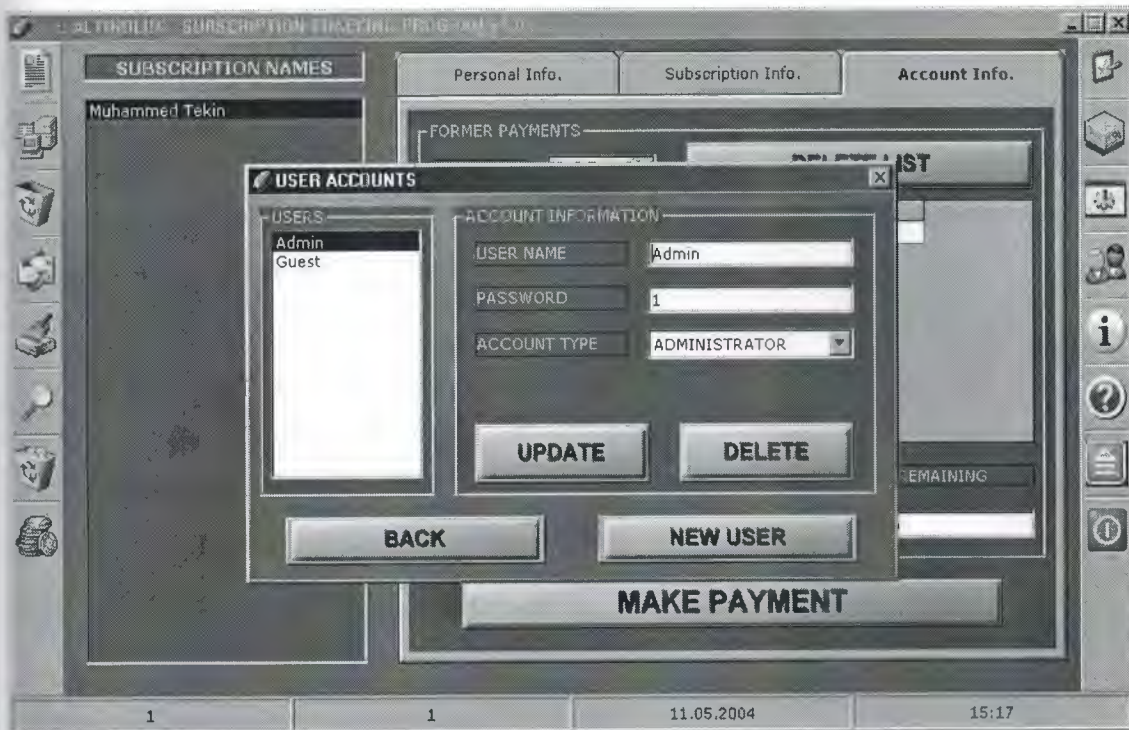 SUBSCRIPTION
SUBSCRIPTION NAMES
Muhammed Tekin
Personal Info.
Subscription Info.
Account Info.
FORMER PAYMENTS
USER ACCOUNTS
USERS
Admin
Guest
ACCOUNT INFORMATION
USER NAME
Admin
PASSWORD
1
ACCOUNT TYPE
ADMINISTRATOR
UPDATE
DELETE
BACK
NEW USER
MAKE PAYMENT
1
1
11.05.2004
15:17